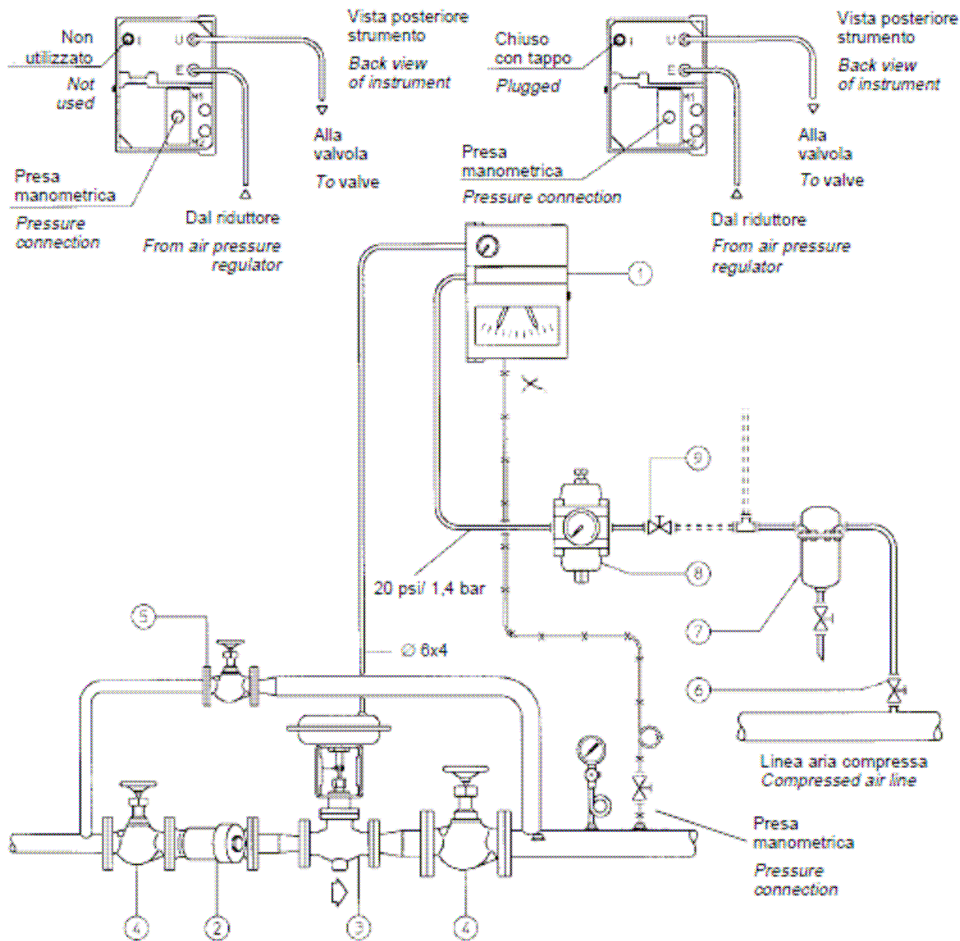 Non
utilizzato
Not
used
I
U
E
M1
Presa
manometrica
Pressure
connection
Vista posteriore
strumento
Back view
of instrument
Alla
valvola
To valve
Dal riduttore
From air pressure
regulator
Chiuso
con tappo
Plugged
I
U
E
M1
Presa
manometrica
Pressure connection
Vista posteriore
strumento
Back view
of instrument
Alla
valvola
To valve
Dal riduttore
From air pressure
regulator
1
9
20 psi/ 1,4 bar
8
7
5
∅ 6x4
6
Linea aria compressa
Compressed air line
Presa
manometrica
Pressure
connection
4
2
3
4